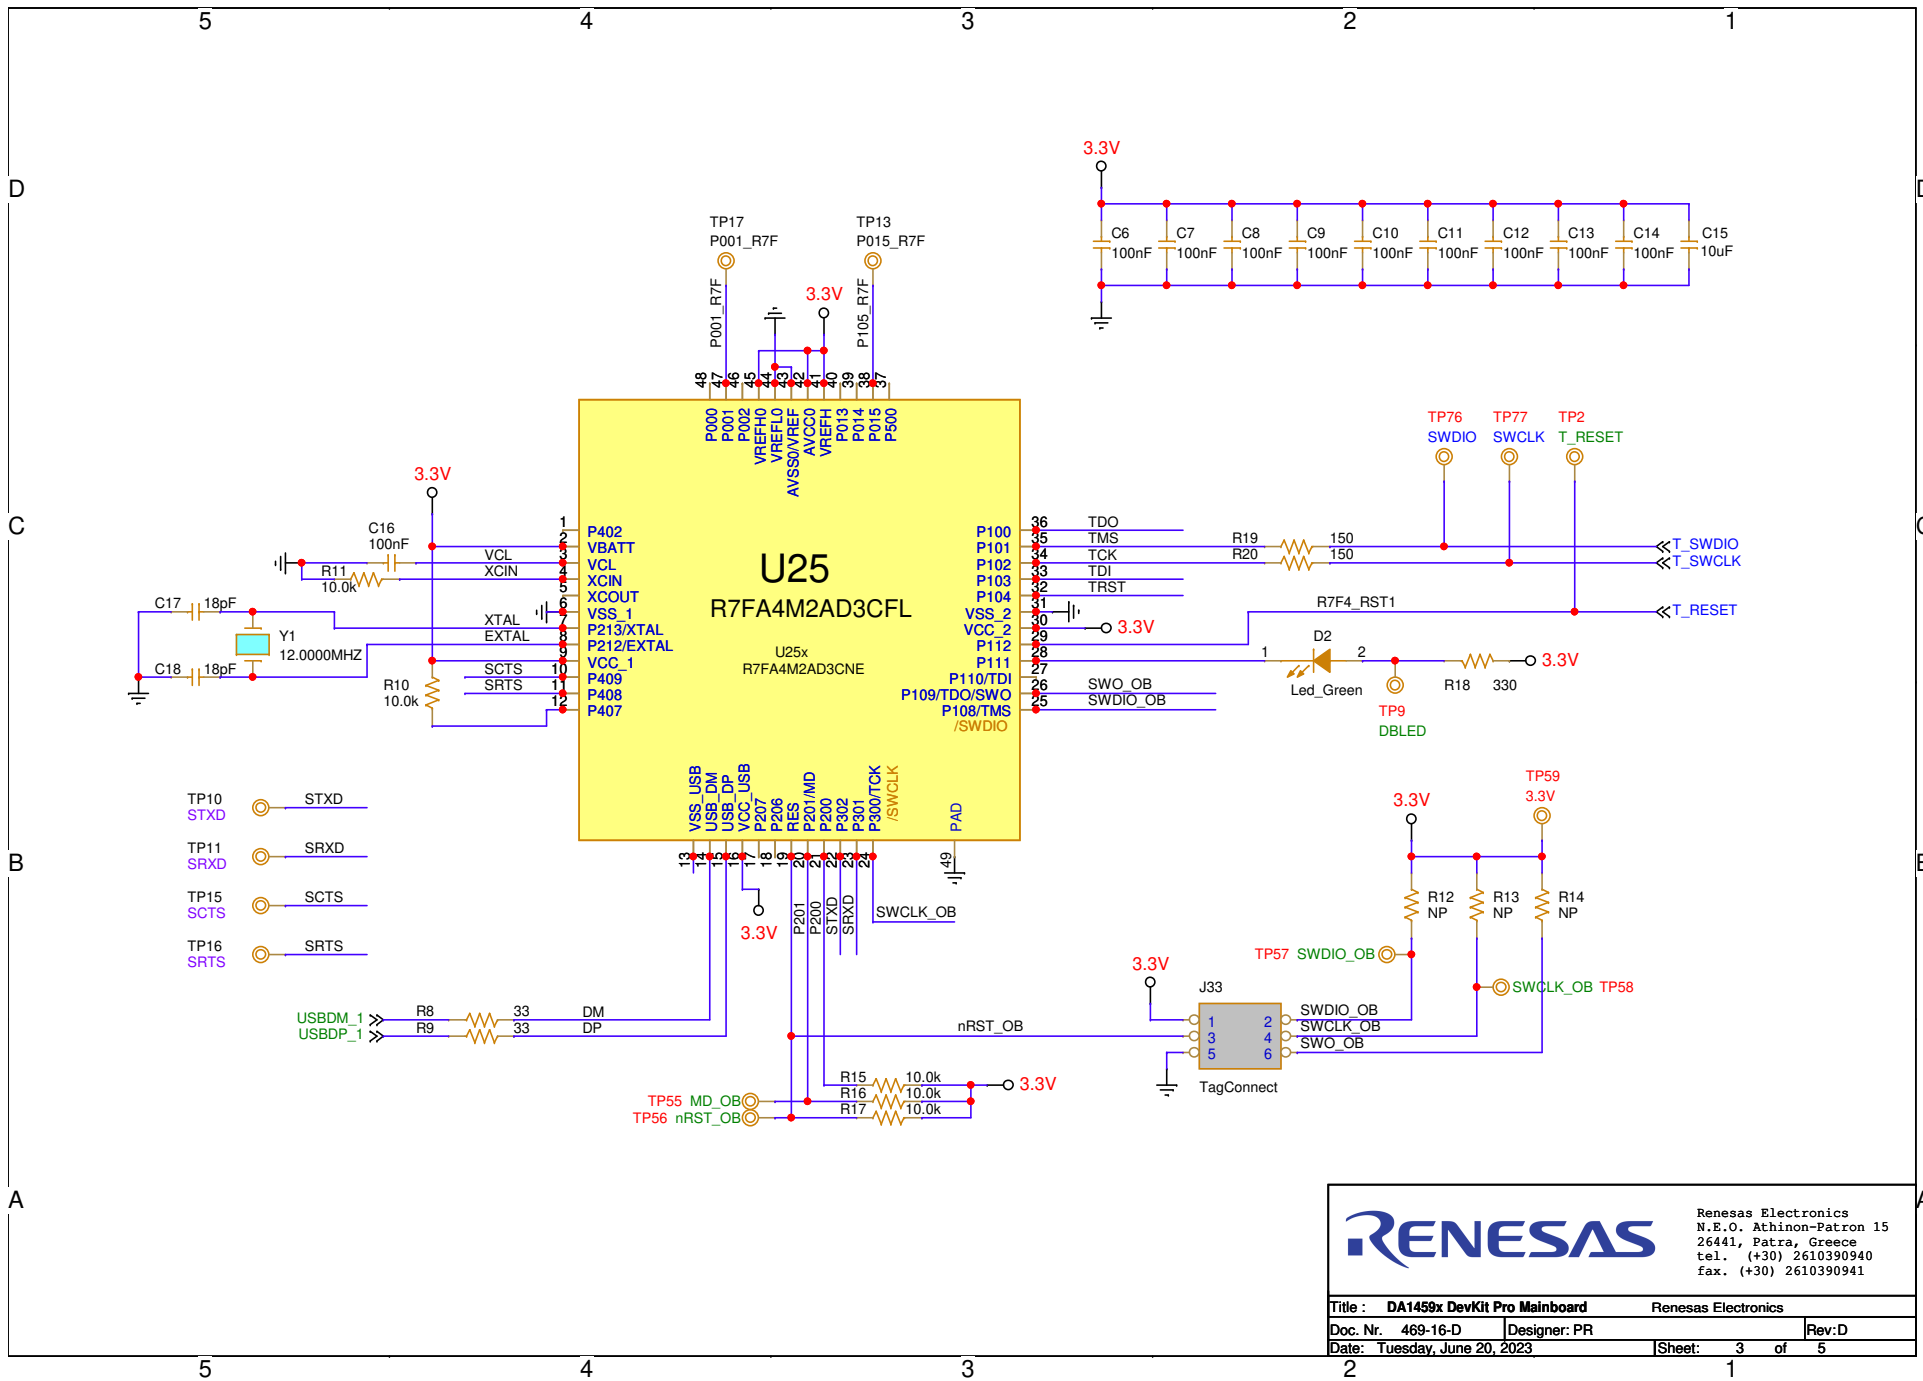 5 4 3 2 1
D D
C C
B B
A A
3.3V
C6 100nF
C7 100nF
C8 100nF
C9 100nF
C10 100nF
C11 100nF
C12 100nF
C13 100nF
C14 100nF
C15 10uF
TP17
P001_R7F
TP13
P015_R7F
P001_R7F
3.3V
P105_R7F
48 47 46 45 44 43 42 41 40 39 38 37
P000
P001
P002
VREFH0
VREFL0
AVSS0/VREF
AVCC0
VREFH
P013
P014
P015
P500
TP76
SWDIO
TP77
SWCLK
TP2
T_RESET
3.3V
C16
100nF
VCL
R11
10.0k
XCIN
C17 18pF
Y1
12.0000MHZ
C18 18pF
XTAL
EXTAL
SCTS
SRTS
R10
10.0k
1 P402
2 VBATT
3 VCL
4 XCIN
5 XCOUT
6 VSS_1
7 P213/XTAL
8 P212/EXTAL
9 VCC_1
10 P409
11 P408
12 P407
U25
R7FA4M2AD3CFL
U25x
R7FA4M2AD3CNE
P100 36 TDO
P101 35 TMS
P102 34 TCK
P103 33 TDI
P104 32 TRST
VSS_2 31
VCC_2 30 3.3V
P112 29
P111 28
P110/TDI 27
P109/TDO/SWO 26 SWO_OB
P108/TMS 25 SWDIO_OB
/SWDIO
R19 150
R20 150
T_SWDIO
T_SWCLK
R7F4_RST1
T_RESET
D2
1 2
Led_Green
TP9
DBLED
R18 330
3.3V
VSS_USB
USB_DM
USB_DP
VCC_USB
P207
P206
RES
P201/MD
P200
P302
P301
P300/TCK
/SWCLK
PAD
13 14 15 16 17 18 19 20 21 22 23 24
49
3.3V
P201
P200
STXD
SRXD
SWCLK_OB
TP10
STXD
STXD
TP11
SRXD
SRXD
TP15
SCTS
SCTS
TP16
SRTS
SRTS
USBDM_1 R8 33 DM
USBDP_1 R9 33 DP
nRST_OB
R15 10.0k
R16 10.0k
R17 10.0k
3.3V
TP55 MD_OB
TP56 nRST_OB
3.3V
TP59
3.3V
R12
NP
R13
NP
R14
NP
TP57 SWDIO_OB
SWCLK_OB TP58
3.3V
J33
1 2
3 4
5 6
SWDIO_OB
SWCLK_OB
SWO_OB
TagConnect
RENESAS
Renesas Electronics
N.E.O. Athinon-Patron 15
26441, Patra, Greece
tel. (+30) 2610390940
fax. (+30) 2610390941
Title : DA1459x DevKit Pro Mainboard Renesas Electronics
Doc. Nr. 469-16-D Designer: PR Rev:D
Date: Tuesday, June 20, 2023 Sheet: 3 of 5
5 4 3 2 1